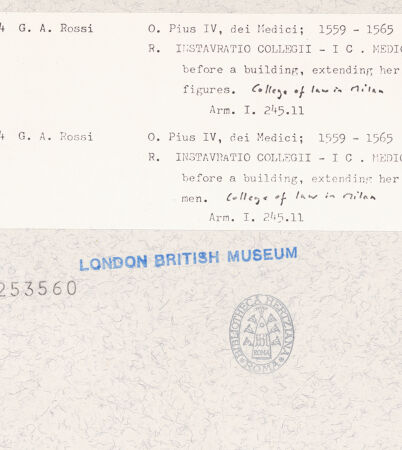 4 G. A. Rossi O. Pius IV, dei Medici; 1559 - 1565
R. INSTAVRATIO COLLEGII - I C . MEDIC
before a building, extending her
figures. College of law in Milan
Arm. I. 245.11
4 G. A. Rossi O. Pius IV, dei Medici; 1559 - 1565
R. INSTAVRATIO COLLEGII - I C . MEDIC
before a building, extending her
men. College of law in Milan
Arm. I. 245.11
LONDON BRITISH MUSEUM
253560
BIBLIOTHECA HERTZIANA
ROMA
ROMA